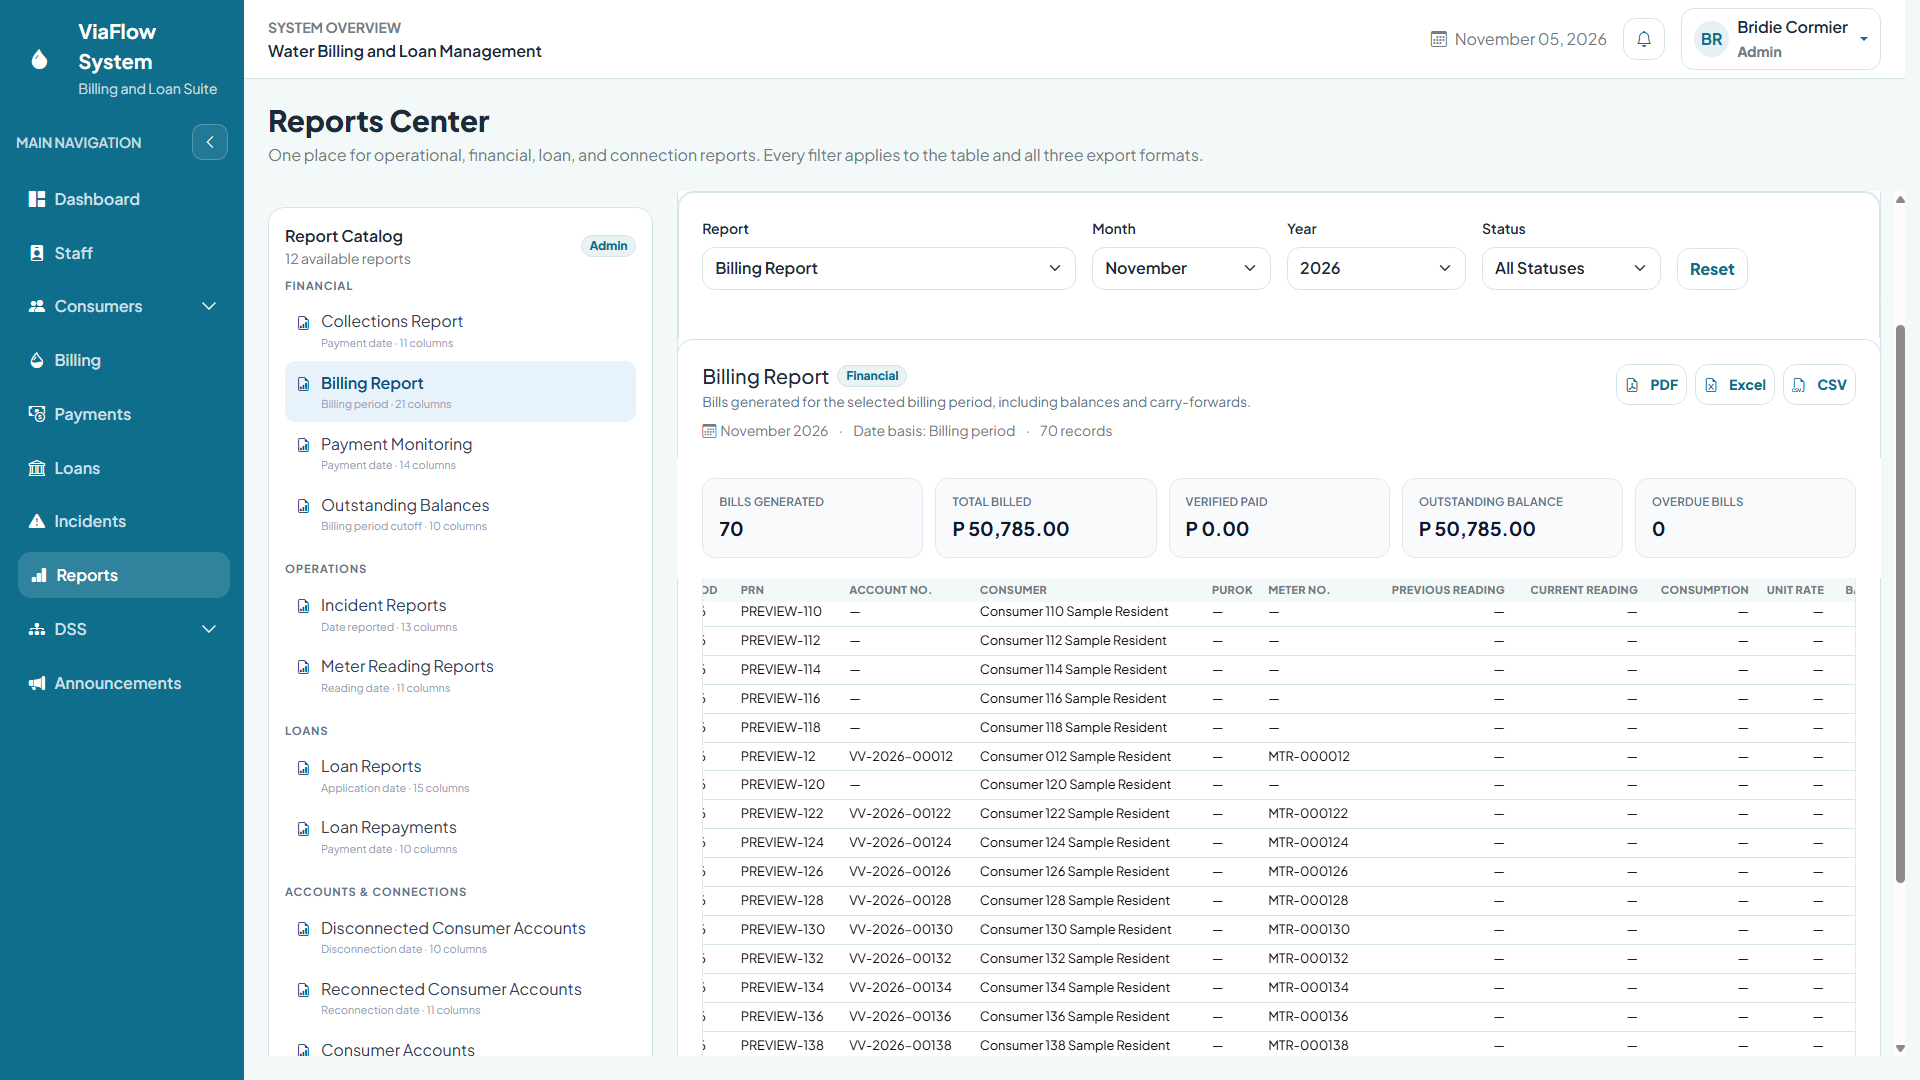 ViaFlow
System
Billing and Loan Suite
MAIN NAVIGATION
Dashboard
Staff
Consumers
Billing
Payments
Loans
Incidents
Reports
DSS
Announcements
SYSTEM OVERVIEW
Water Billing and Loan Management
November 05, 2026
BR
Bridie Cormier
Admin
Reports Center
One place for operational, financial, loan, and connection reports. Every filter applies to the table and all three export formats.
Report Catalog
12 available reports
Admin
FINANCIAL
Collections Report
Payment date · 11 columns
Billing Report
Billing period · 21 columns
Payment Monitoring
Payment date · 14 columns
Outstanding Balances
Billing period cutoff · 10 columns
OPERATIONS
Incident Reports
Date reported · 13 columns
Meter Reading Reports
Reading date · 11 columns
LOANS
Loan Reports
Application date · 15 columns
Loan Repayments
Payment date · 10 columns
ACCOUNTS & CONNECTIONS
Disconnected Consumer Accounts
Disconnection date · 10 columns
Reconnected Consumer Accounts
Reconnection date · 11 columns
Consumer Accounts
Report Month Year Status
Billing Report November 2026 All Statuses Reset
Billing Report Financial
PDF Excel CSV
Bills generated for the selected billing period, including balances and carry-forwards.
November 2026 · Date basis: Billing period · 70 records
BILLS GENERATED
70
TOTAL BILLED
P 50,785.00
VERIFIED PAID
P 0.00
OUTSTANDING BALANCE
P 50,785.00
OVERDUE BILLS
0
OD PRN ACCOUNT NO. CONSUMER PUROK METER NO. PREVIOUS READING CURRENT READING CONSUMPTION UNIT RATE BA
6 PREVIEW-110 — Consumer 110 Sample Resident — — — — — —
6 PREVIEW-112 — Consumer 112 Sample Resident — — — — — —
6 PREVIEW-114 — Consumer 114 Sample Resident — — — — — —
6 PREVIEW-116 — Consumer 116 Sample Resident — — — — — —
6 PREVIEW-118 — Consumer 118 Sample Resident — — — — — —
6 PREVIEW-12 VV-2026-00012 Consumer 012 Sample Resident — MTR-000012 — — — —
6 PREVIEW-120 — Consumer 120 Sample Resident — — — — — —
6 PREVIEW-122 VV-2026-00122 Consumer 122 Sample Resident — MTR-000122 — — — —
6 PREVIEW-124 VV-2026-00124 Consumer 124 Sample Resident — MTR-000124 — — — —
6 PREVIEW-126 VV-2026-00126 Consumer 126 Sample Resident — MTR-000126 — — — —
6 PREVIEW-128 VV-2026-00128 Consumer 128 Sample Resident — MTR-000128 — — — —
6 PREVIEW-130 VV-2026-00130 Consumer 130 Sample Resident — MTR-000130 — — — —
6 PREVIEW-132 VV-2026-00132 Consumer 132 Sample Resident — MTR-000132 — — — —
6 PREVIEW-134 VV-2026-00134 Consumer 134 Sample Resident — MTR-000134 — — — —
6 PREVIEW-136 VV-2026-00136 Consumer 136 Sample Resident — MTR-000136 — — — —
6 PREVIEW-138 VV-2026-00138 Consumer 138 Sample Resident — MTR-000138 — — — —